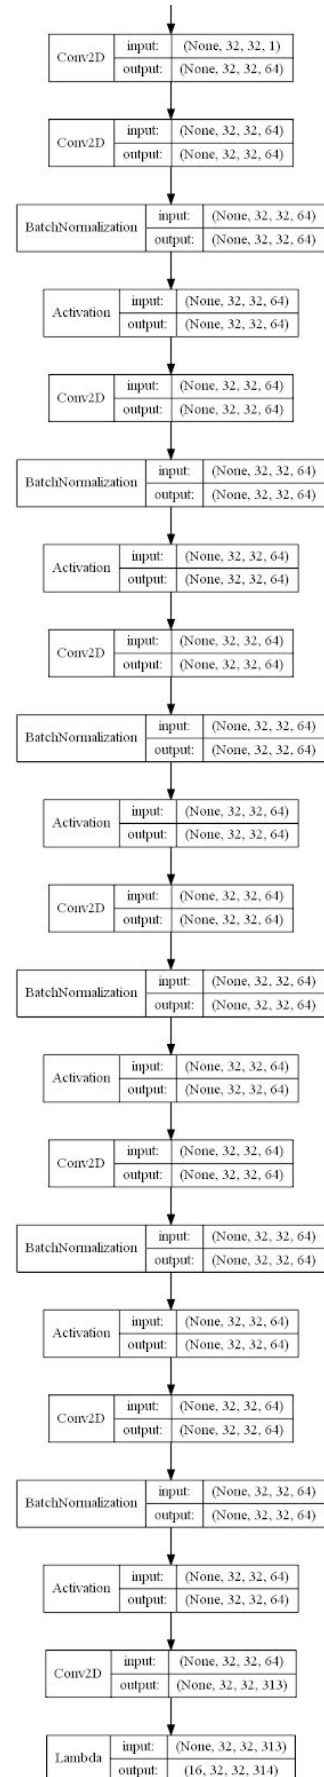 Conv2D input: (None, 32, 32, 1)
output: (None, 32, 32, 64)
Conv2D input: (None, 32, 32, 64)
output: (None, 32, 32, 64)
BatchNormalization input: (None, 32, 32, 64)
output: (None, 32, 32, 64)
Activation input: (None, 32, 32, 64)
output: (None, 32, 32, 64)
Conv2D input: (None, 32, 32, 64)
output: (None, 32, 32, 64)
BatchNormalization input: (None, 32, 32, 64)
output: (None, 32, 32, 64)
Activation input: (None, 32, 32, 64)
output: (None, 32, 32, 64)
Conv2D input: (None, 32, 32, 64)
output: (None, 32, 32, 64)
BatchNormalization input: (None, 32, 32, 64)
output: (None, 32, 32, 64)
Activation input: (None, 32, 32, 64)
output: (None, 32, 32, 64)
Conv2D input: (None, 32, 32, 64)
output: (None, 32, 32, 64)
BatchNormalization input: (None, 32, 32, 64)
output: (None, 32, 32, 64)
Activation input: (None, 32, 32, 64)
output: (None, 32, 32, 64)
Conv2D input: (None, 32, 32, 64)
output: (None, 32, 32, 64)
BatchNormalization input: (None, 32, 32, 64)
output: (None, 32, 32, 64)
Activation input: (None, 32, 32, 64)
output: (None, 32, 32, 64)
Conv2D input: (None, 32, 32, 64)
output: (None, 32, 32, 64)
BatchNormalization input: (None, 32, 32, 64)
output: (None, 32, 32, 64)
Activation input: (None, 32, 32, 64)
output: (None, 32, 32, 64)
Conv2D input: (None, 32, 32, 64)
output: (None, 32, 32, 313)
Lambda input: (None, 32, 32, 313)
output: (16, 32, 32, 314)